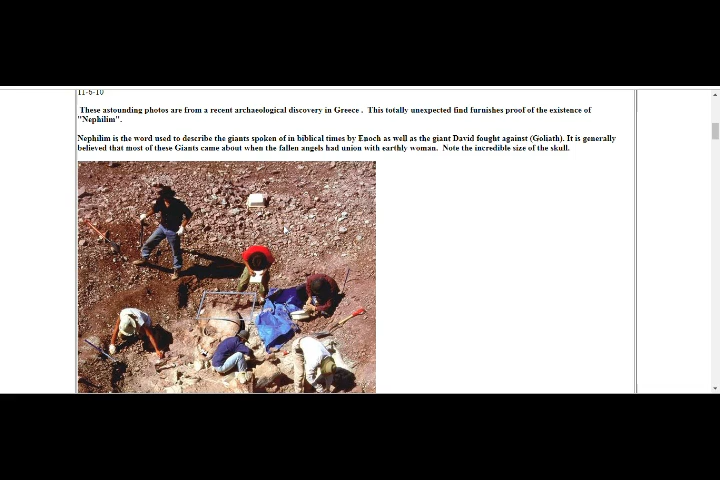 11-6-10
These astounding photos are from a recent archaeological discovery in Greece . This totally unexpected find furnishes proof of the existence of
"Nephilim".
Nephilim is the word used to describe the giants spoken of in biblical times by Enoch as well as the giant David fought against (Goliath). It is generally
believed that most of these Giants came about when the fallen angels had union with earthly woman. Note the incredible size of the skull.